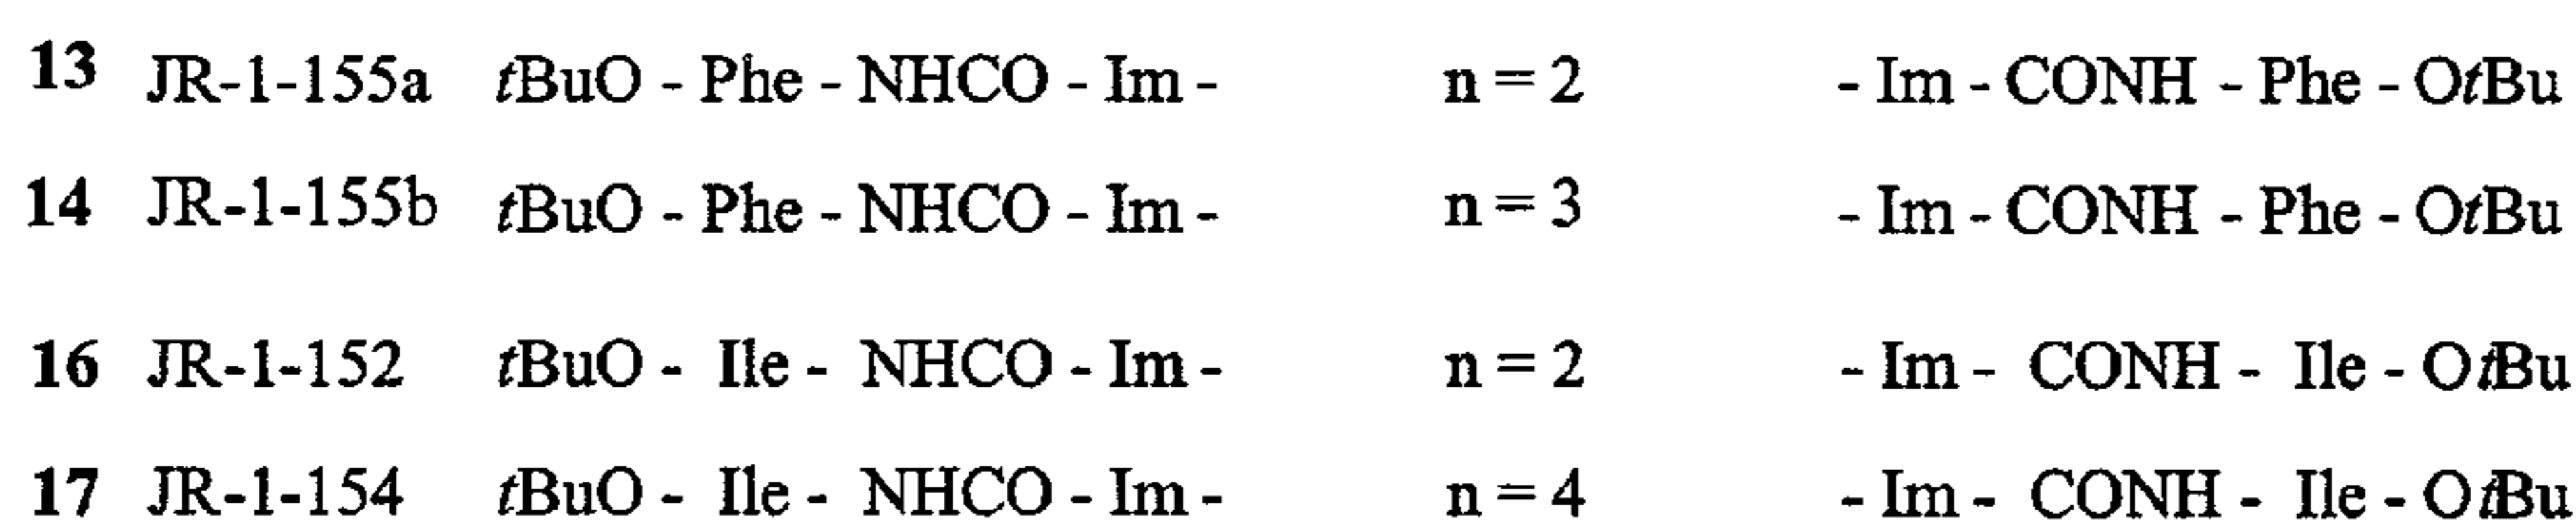 13 JR-1-155a tBuO - Phe - NHCO - Im - n = 2 - Im - CONH - Phe - OtBu
14 JR-1-155b tBuO - Phe - NHCO - Im - n = 3 - Im - CONH - Phe - OtBu
16 JR-1-152 tBuO - Ile - NHCO - Im - n = 2 - Im - CONH - Ile - OtBu
17 JR-1-154 tBuO - Ile - NHCO - Im - n = 4 - Im - CONH - Ile - OtBu